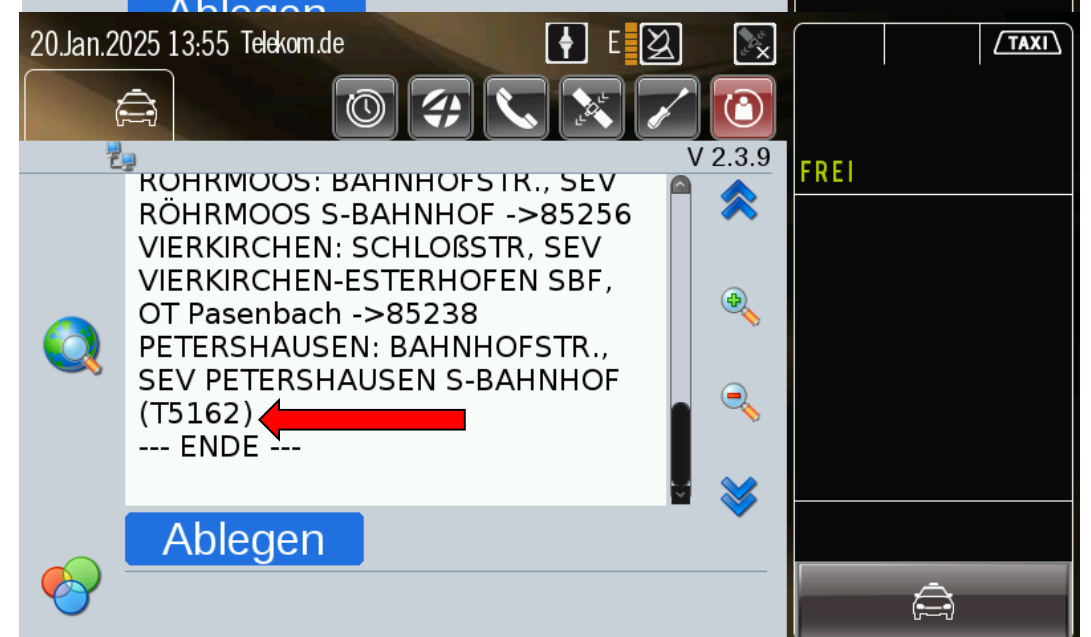 Ablegen
20.Jan.2025 13:55 Telekom.de
E
TAXI
V 2.3.9
FREI
RÖHRMOOS: BAHNHOFSTR., SEV
RÖHRMOOS S-BAHNHOF ->85256
VIERKIRCHEN: SCHLOßSTR, SEV
VIERKIRCHEN-ESTERHOFEN SBF,
OT Pasenbach ->85238
PETERSHAUSEN: BAHNHOFSTR.,
SEV PETERSHAUSEN S-BAHNHOF
(T5162)
--- ENDE ---
Ablegen